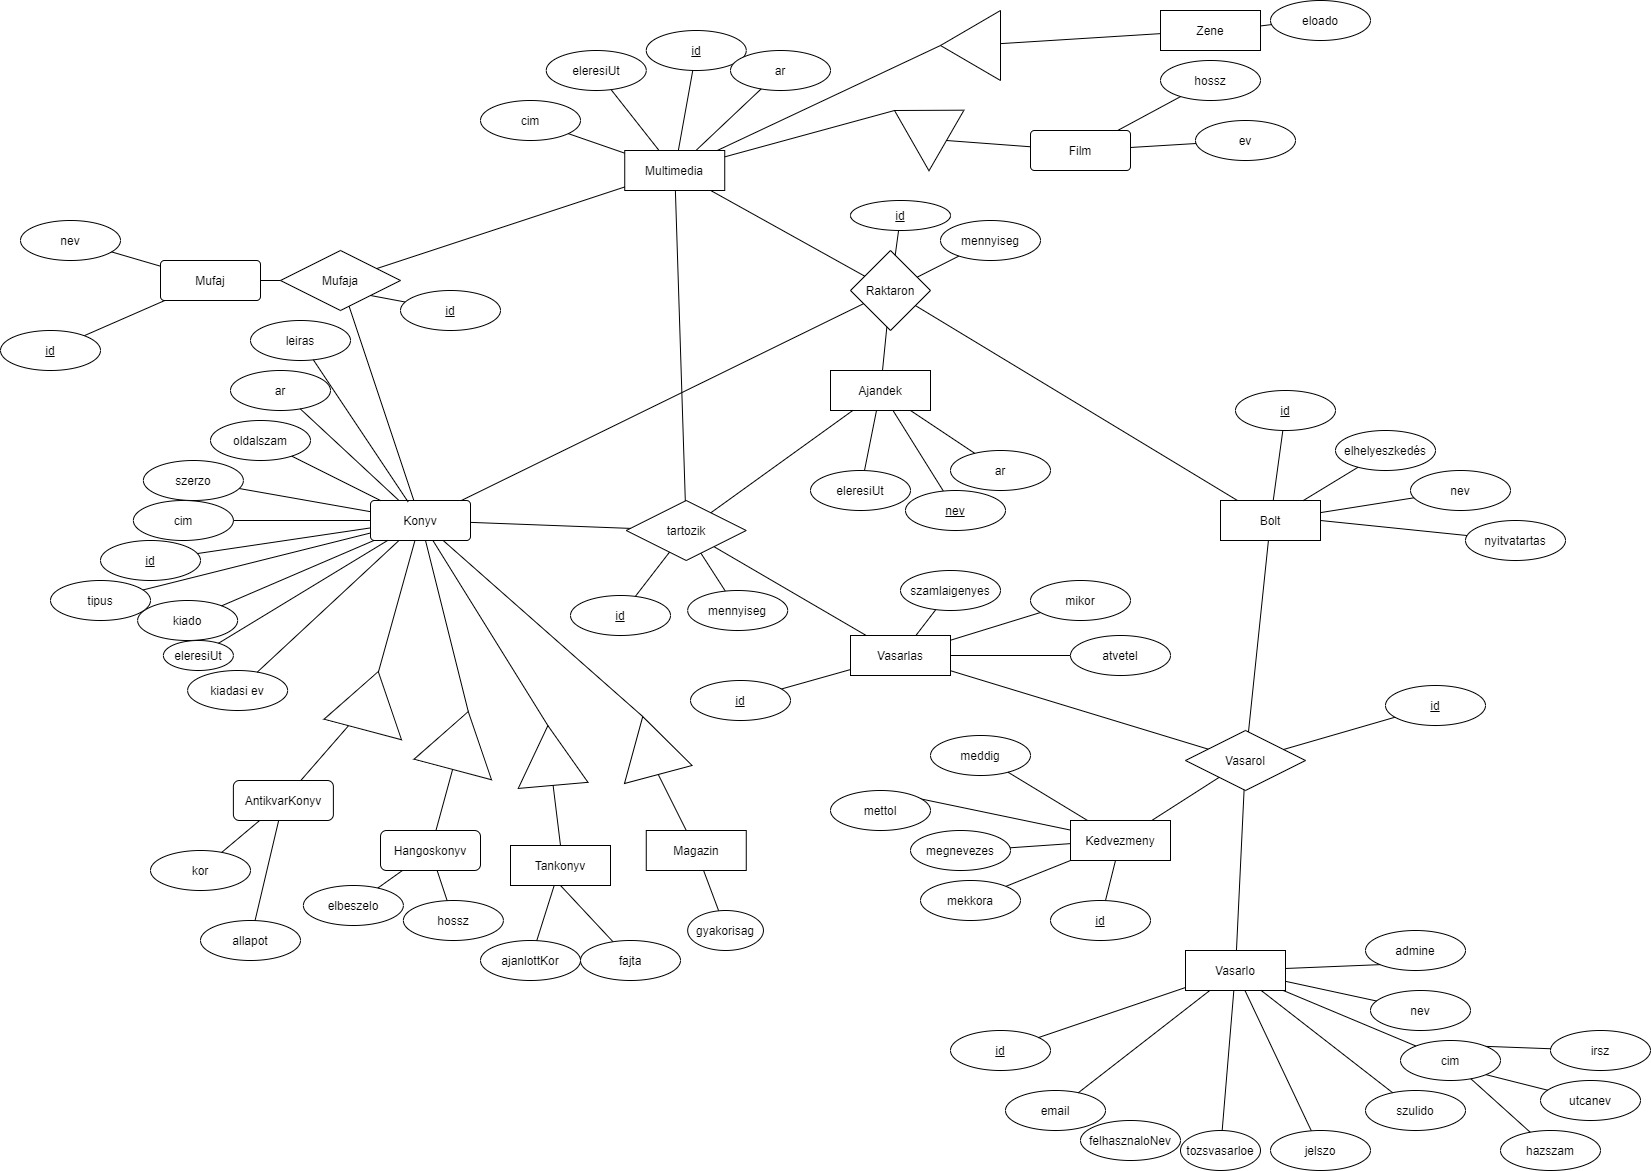 Zene
eloado
id
eleresiUt
ar
hossz
cim
ev
Film
Multimedia
id
nev
mennyiseg
Mufaj
Mufaja
Raktaron
id
leiras
id
ar
Ajandek
id
oldalszam
elhelyeszkedés
szerzo
ar
eleresiUt
nev
nev
cim
Konyv
tartozik
Bolt
nyitvatartas
id
szamlaigenyes
mikor
tipus
kiado
id
mennyiseg
eleresiUt
Vasarlas
atvetel
kiadasi ev
id
id
meddig
Vasarol
AntikvarKonyv
mettol
Kedvezmeny
Hangoskonyv
Magazin
megnevezes
Tankonyv
kor
mekkora
elbeszelo
hossz
id
gyakorisag
allapot
ajanlottKor
fajta
admine
Vasarlo
nev
id
cim
irsz
email
szulido
utcanev
felhasznaloNev
tozsvasarloe
jelszo
hazszam